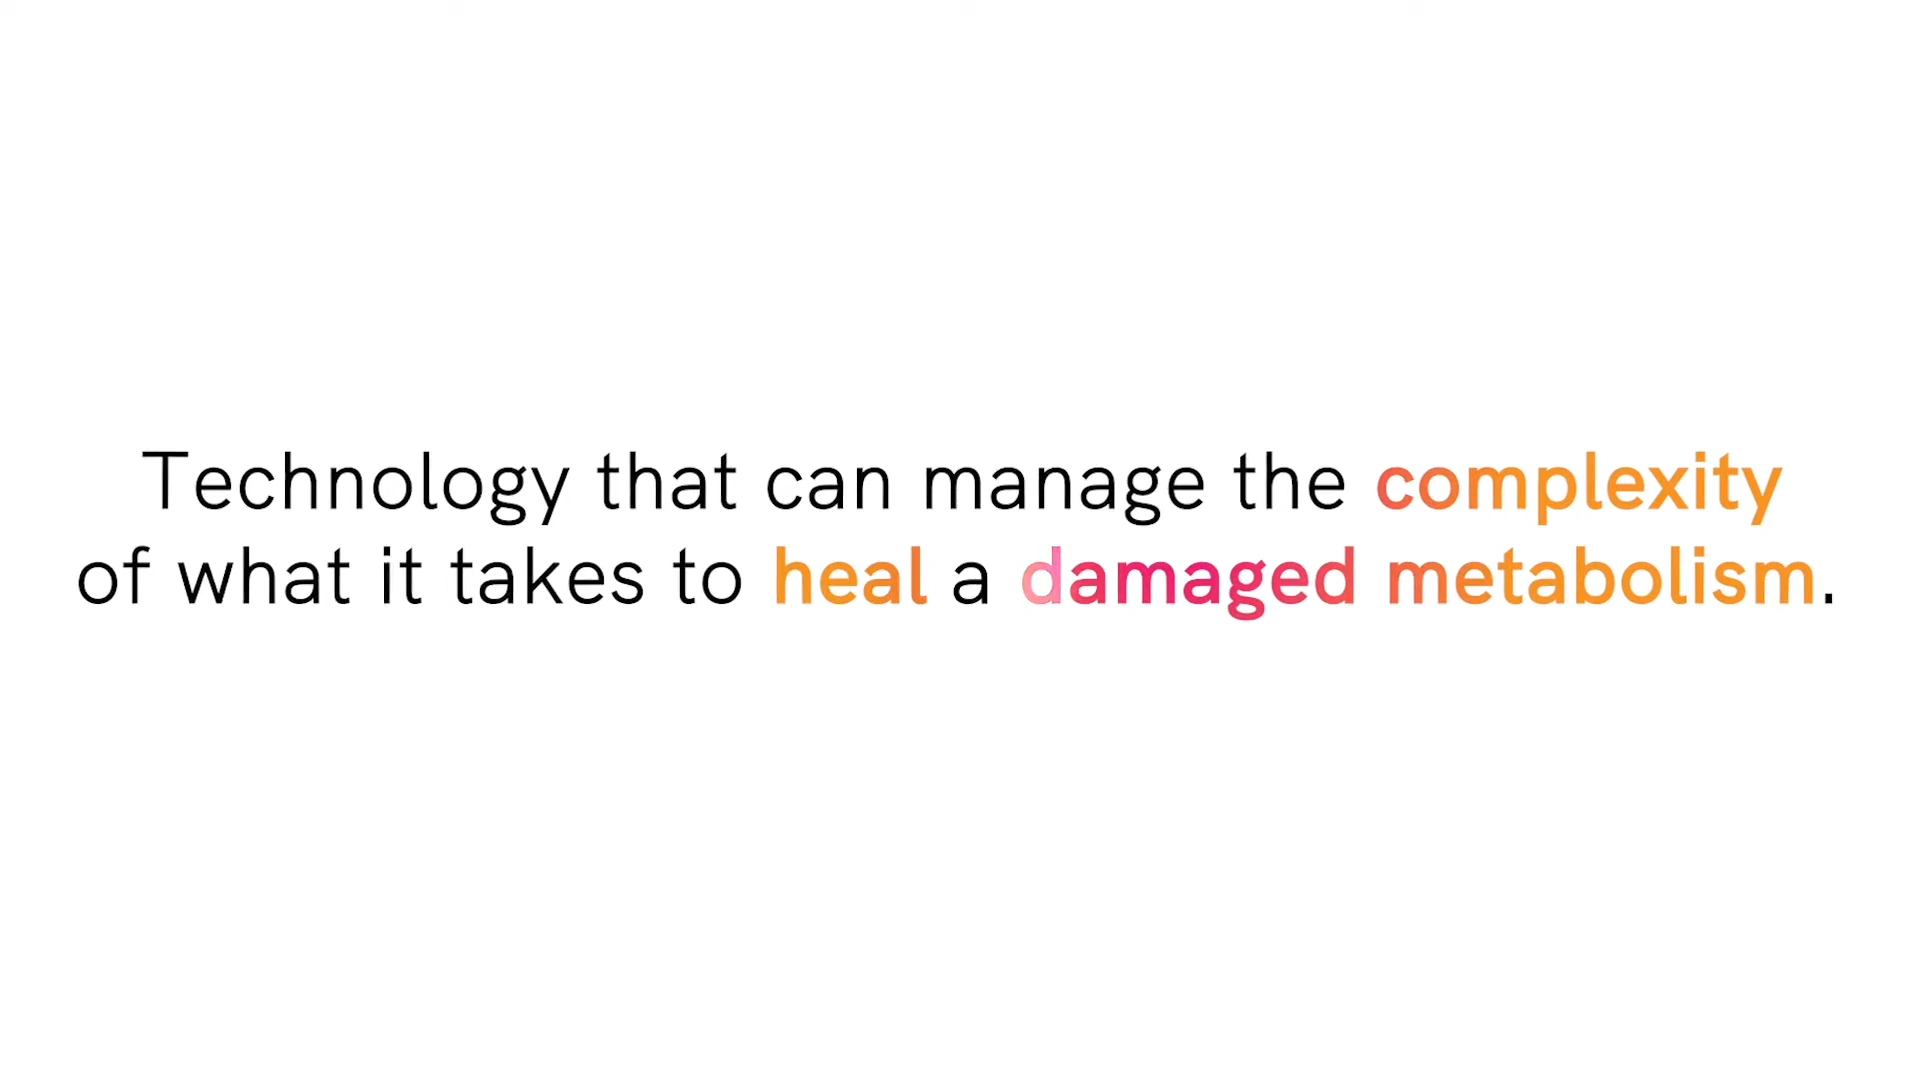 Technology that can manage the complexity
of what it takes to heal a damaged metabolism.